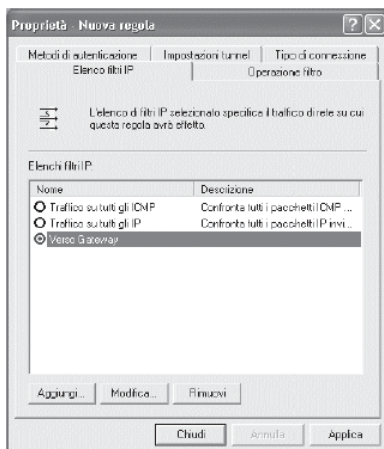 Proprietà - Nuova regola
Metodi di autenticazione Impostazioni tunnel Tipo di connessione
Elenco filtri IP Operazione filtro
L'elenco di filtri IP selezionato specifica il traffico di rete su cui
questa regola avrà effetto.
Elenchi filtri IP:
Nome Descrizione
Traffico su tutti gli ICMP Confronta tutti i pacchetti ICMP ...
Traffico su tutti gli IP Confronta tutti i pacchetti IP invi...
Verso Gateway
Aggiungi... Modifica... Rimuovi
Chiudi Annulla Applica